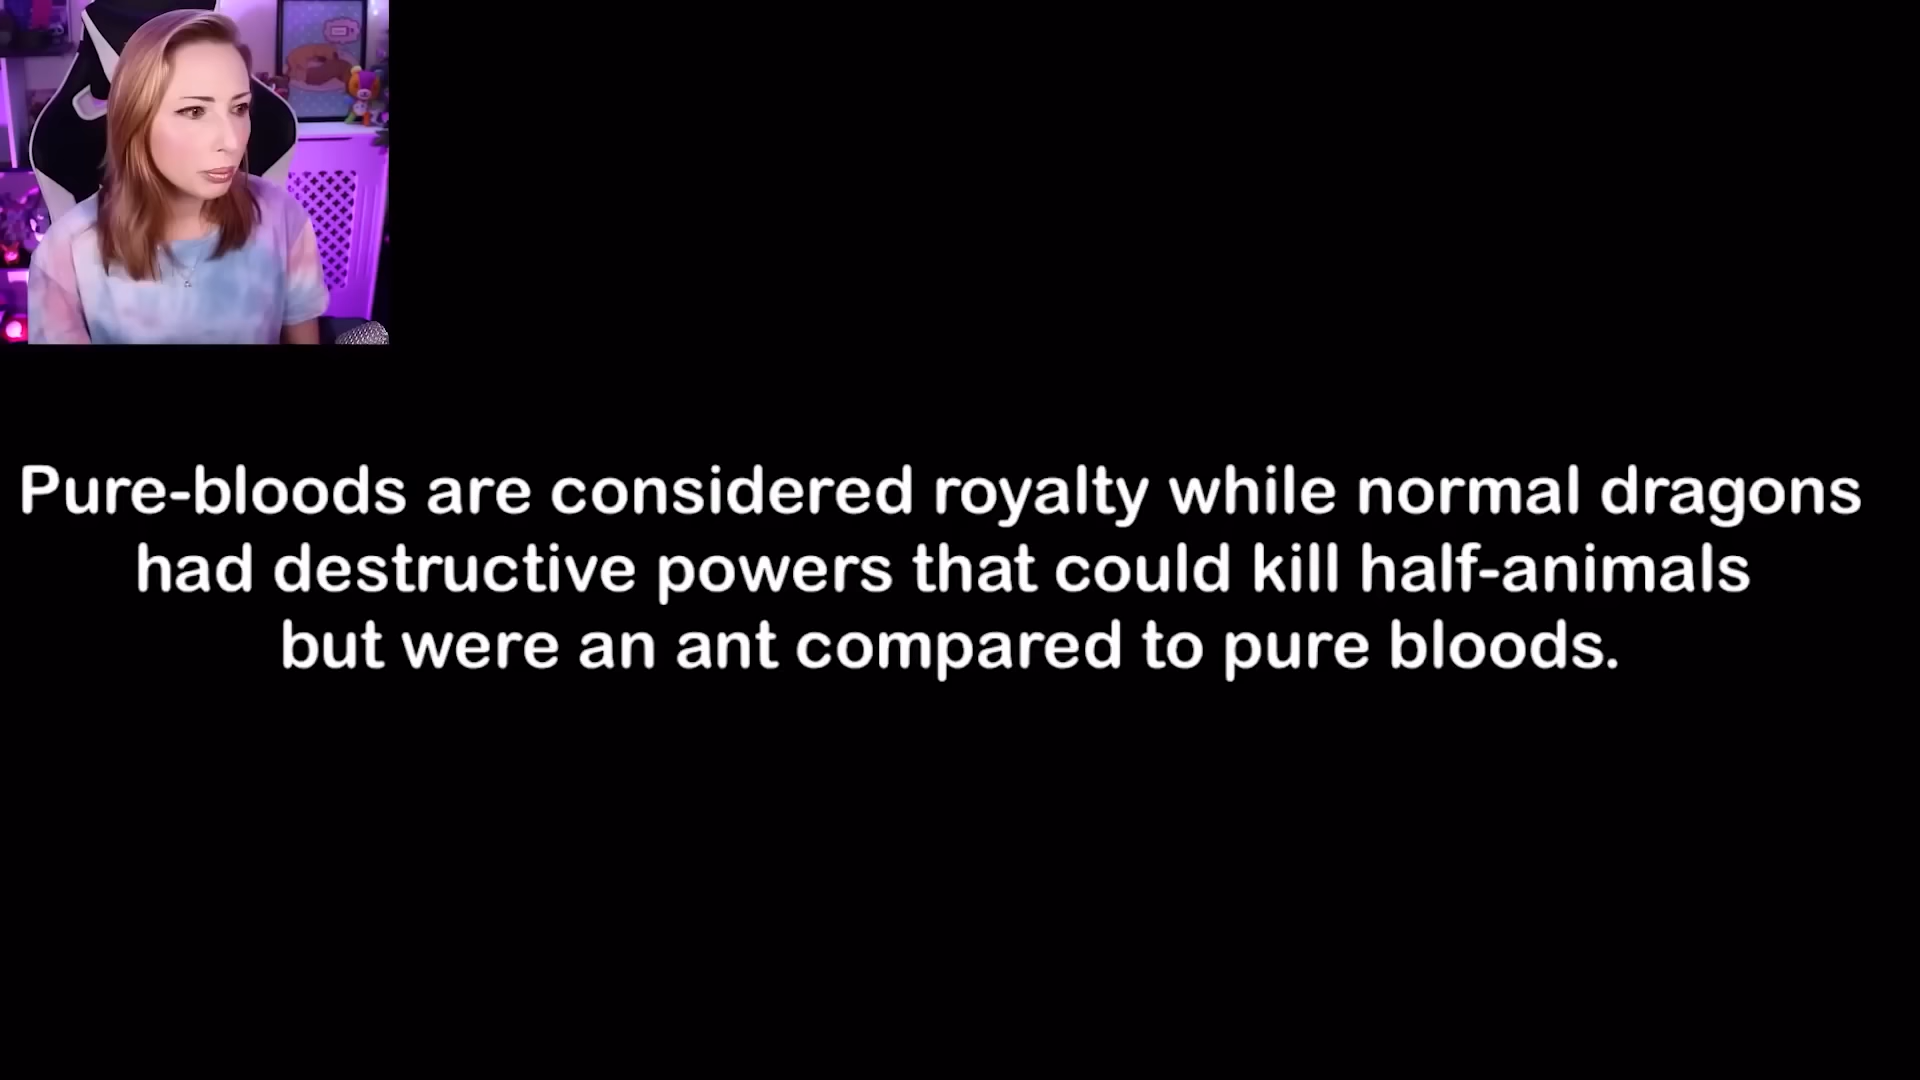 Pure-bloods are considered royalty while normal dragons
had destructive powers that could kill half-animals
but were an ant compared to pure bloods.